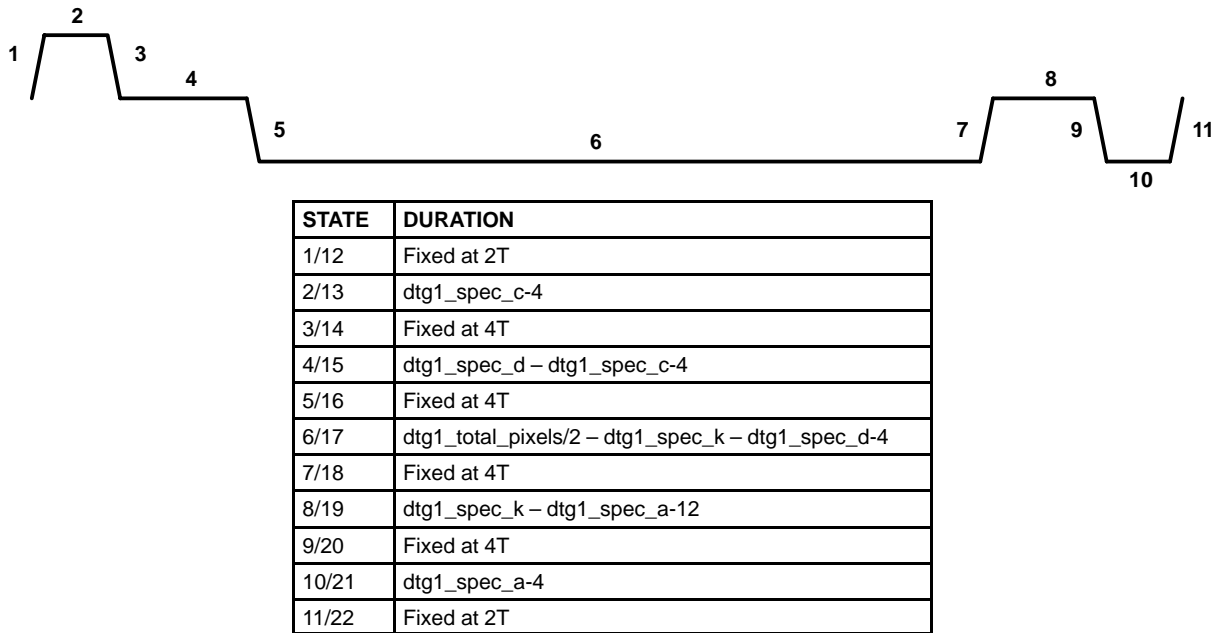 2
1
3
4
8
5
6
7
9
11
10
STATE DURATION
1/12 Fixed at 2T
2/13 dtg1_spec_c-4
3/14 Fixed at 4T
4/15 dtg1_spec_d – dtg1_spec_c-4
5/16 Fixed at 4T
6/17 dtg1_total_pixels/2 – dtg1_spec_k – dtg1_spec_d-4
7/18 Fixed at 4T
8/19 dtg1_spec_k – dtg1_spec_a-12
9/20 Fixed at 4T
10/21 dtg1_spec_a-4
11/22 Fixed at 2T